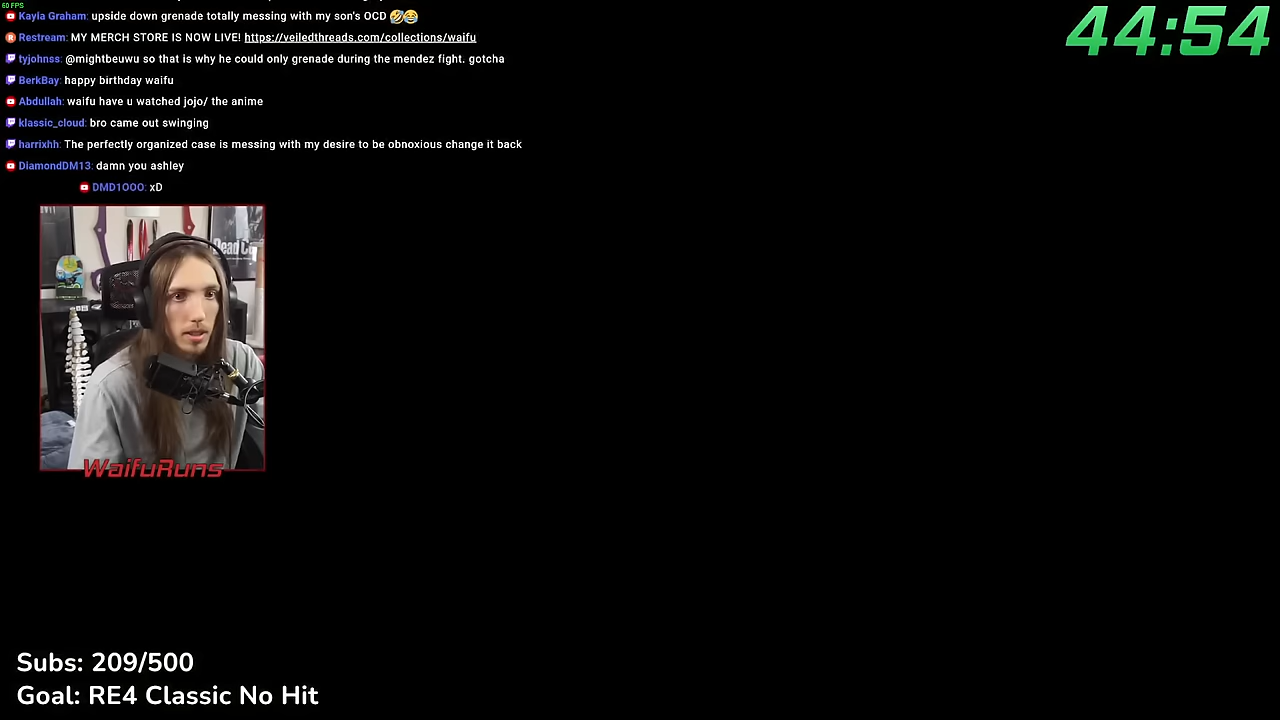 60 FPS
Kayla Graham: upside down grenade totally messing with my son's OCD 🤣😂
Restream: MY MERCH STORE IS NOW LIVE! https://veiledthreads.com/collections/waifu
tyjohnss: @mightbeuwu so that is why he could only grenade during the mendez fight. gotcha
BerkBay: happy birthday waifu
Abdullah: waifu have u watched jojo/ the anime
klassic_cloud: bro came out swinging
harrixhh: The perfectly organized case is messing with my desire to be obnoxious change it back
DiamondDM13: damn you ashley
DMD1OOO: xD
44:54
Dead C
WaifuRuns
Subs: 209/500
Goal: RE4 Classic No Hit